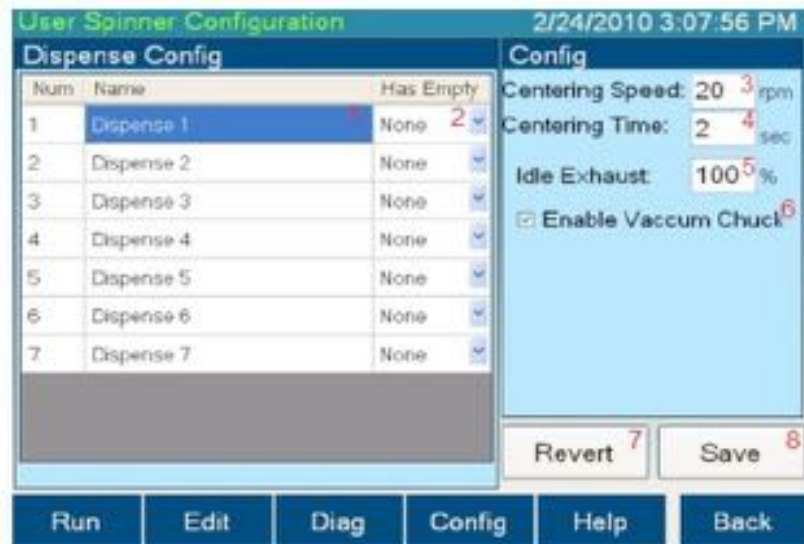 User Spinner Configuration 2/24/2010 3:07:56 PM
Dispense Config
Num Name Has Empty
1 Dispense 1 1 None 2
2 Dispense 2 None
3 Dispense 3 None
4 Dispense 4 None
5 Dispense 5 None
6 Dispense 6 None
7 Dispense 7 None
Config
Centering Speed: 20 3 rpm
Centering Time: 2 4 sec
Idle Exhaust: 100 5 %
Enable Vaccum Chuck 6
Revert 7 Save 8
Run Edit Diag Config Help Back